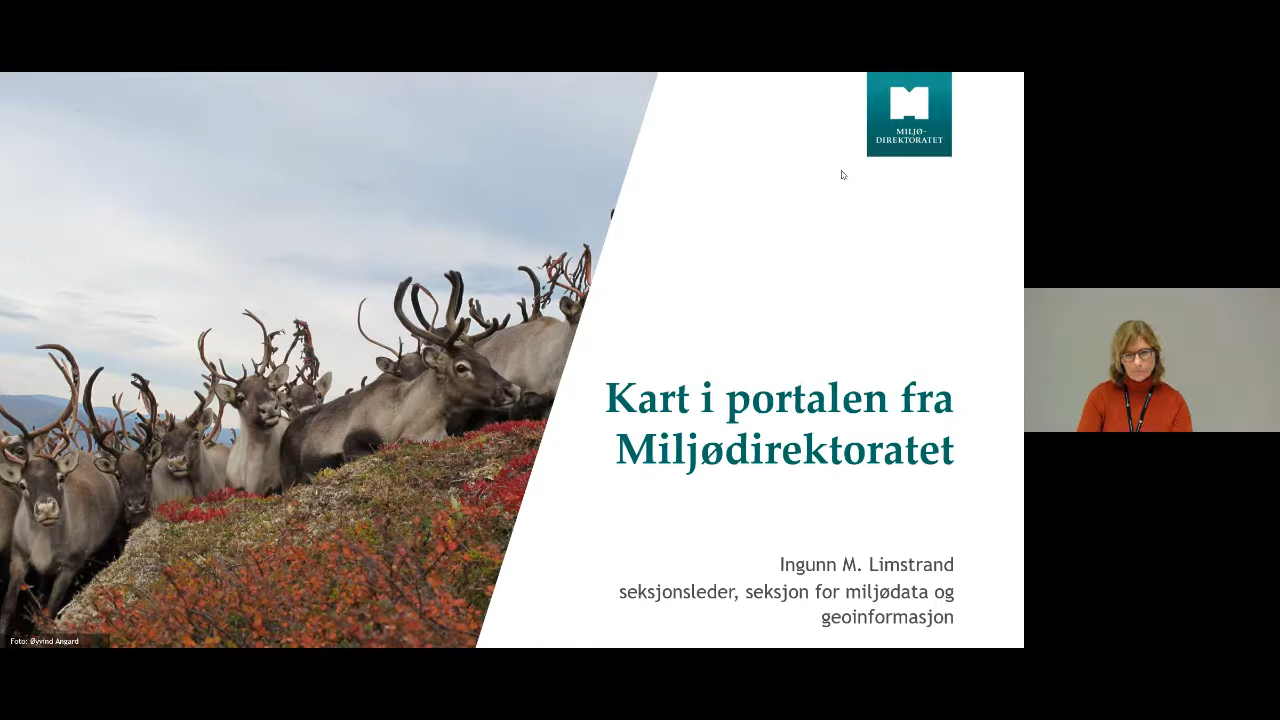 MILJØ-
DIREKTORATET
Kart i portalen fra
Miljødirektoratet
Ingunn M. Limstrand
seksjonsleder, seksjon for miljødata og
geoinformasjon
Foto: Øyvind Angard